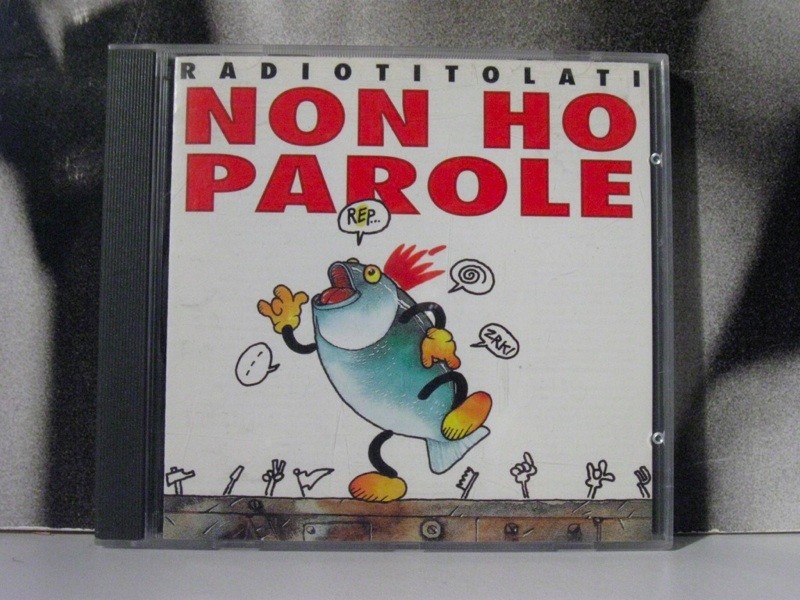 RADIOTITOLATI
NON HO
PAROLE
REP...
ZRK!